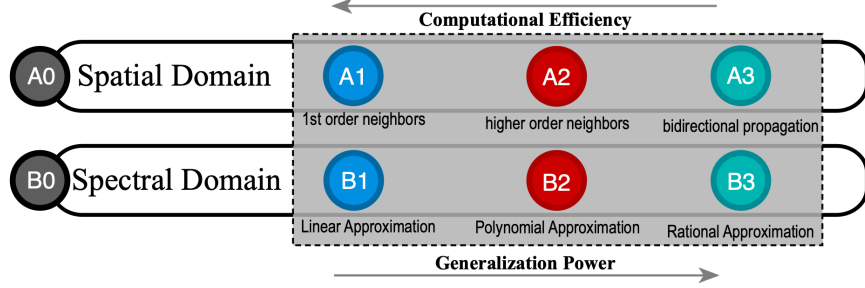 Computational Efficiency
A0 Spatial Domain A1 A2 A3
1st order neighbors higher order neighbors bidirectional propagation
B0 Spectral Domain B1 B2 B3
Linear Approximation Polynomial Approximation Rational Approximation
Generalization Power